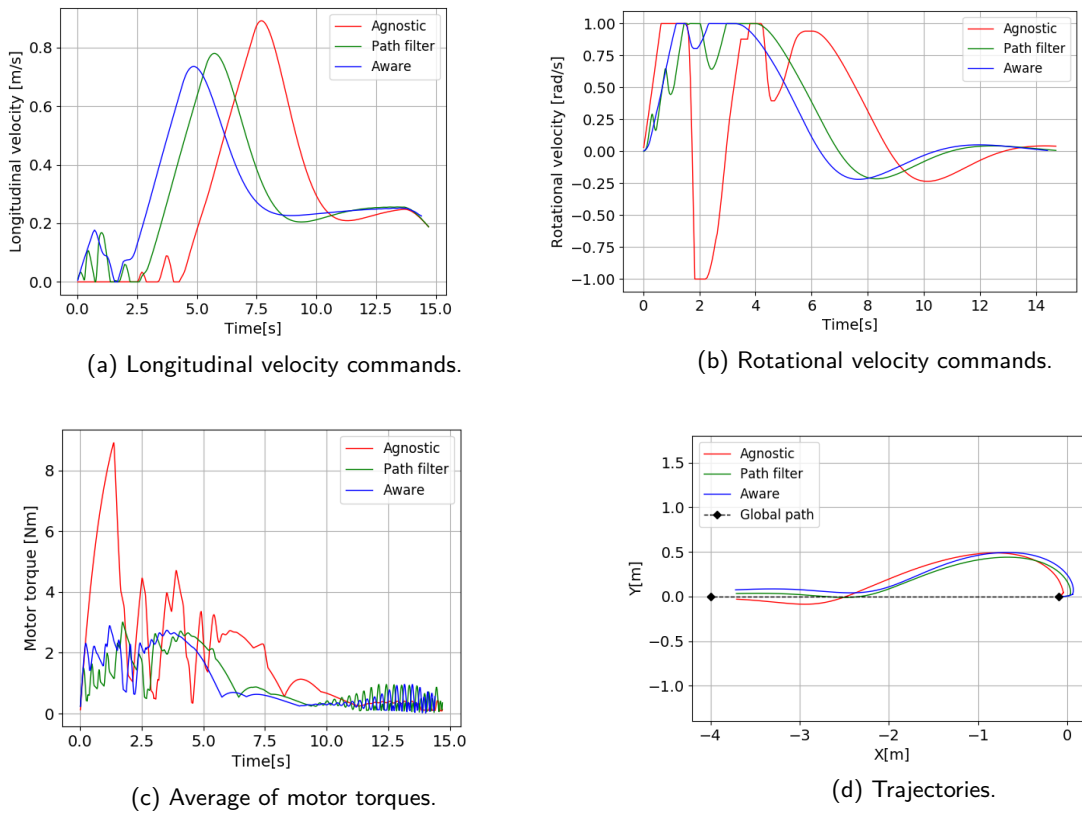 Agnostic
Path filter
Aware
Longitudinal velocity [m/s]
0.8
0.6
0.4
0.2
0.0
0.0 2.5 5.0 7.5 10.0 12.5 15.0
Time[s]
(a) Longitudinal velocity commands.
Agnostic
Path filter
Aware
Rotational velocity [rad/s]
1.00
0.75
0.50
0.25
0.00
−0.25
−0.50
−0.75
−1.00
0 2 4 6 8 10 12 14
Time[s]
(b) Rotational velocity commands.
Agnostic
Path filter
Aware
Motor torque [Nm]
8
6
4
2
0
0.0 2.5 5.0 7.5 10.0 12.5 15.0
Time[s]
(c) Average of motor torques.
Agnostic
Path filter
Aware
Global path
Y[m]
1.5
1.0
0.5
0.0
−0.5
−1.0
−4 −3 −2 −1 0
X[m]
(d) Trajectories.